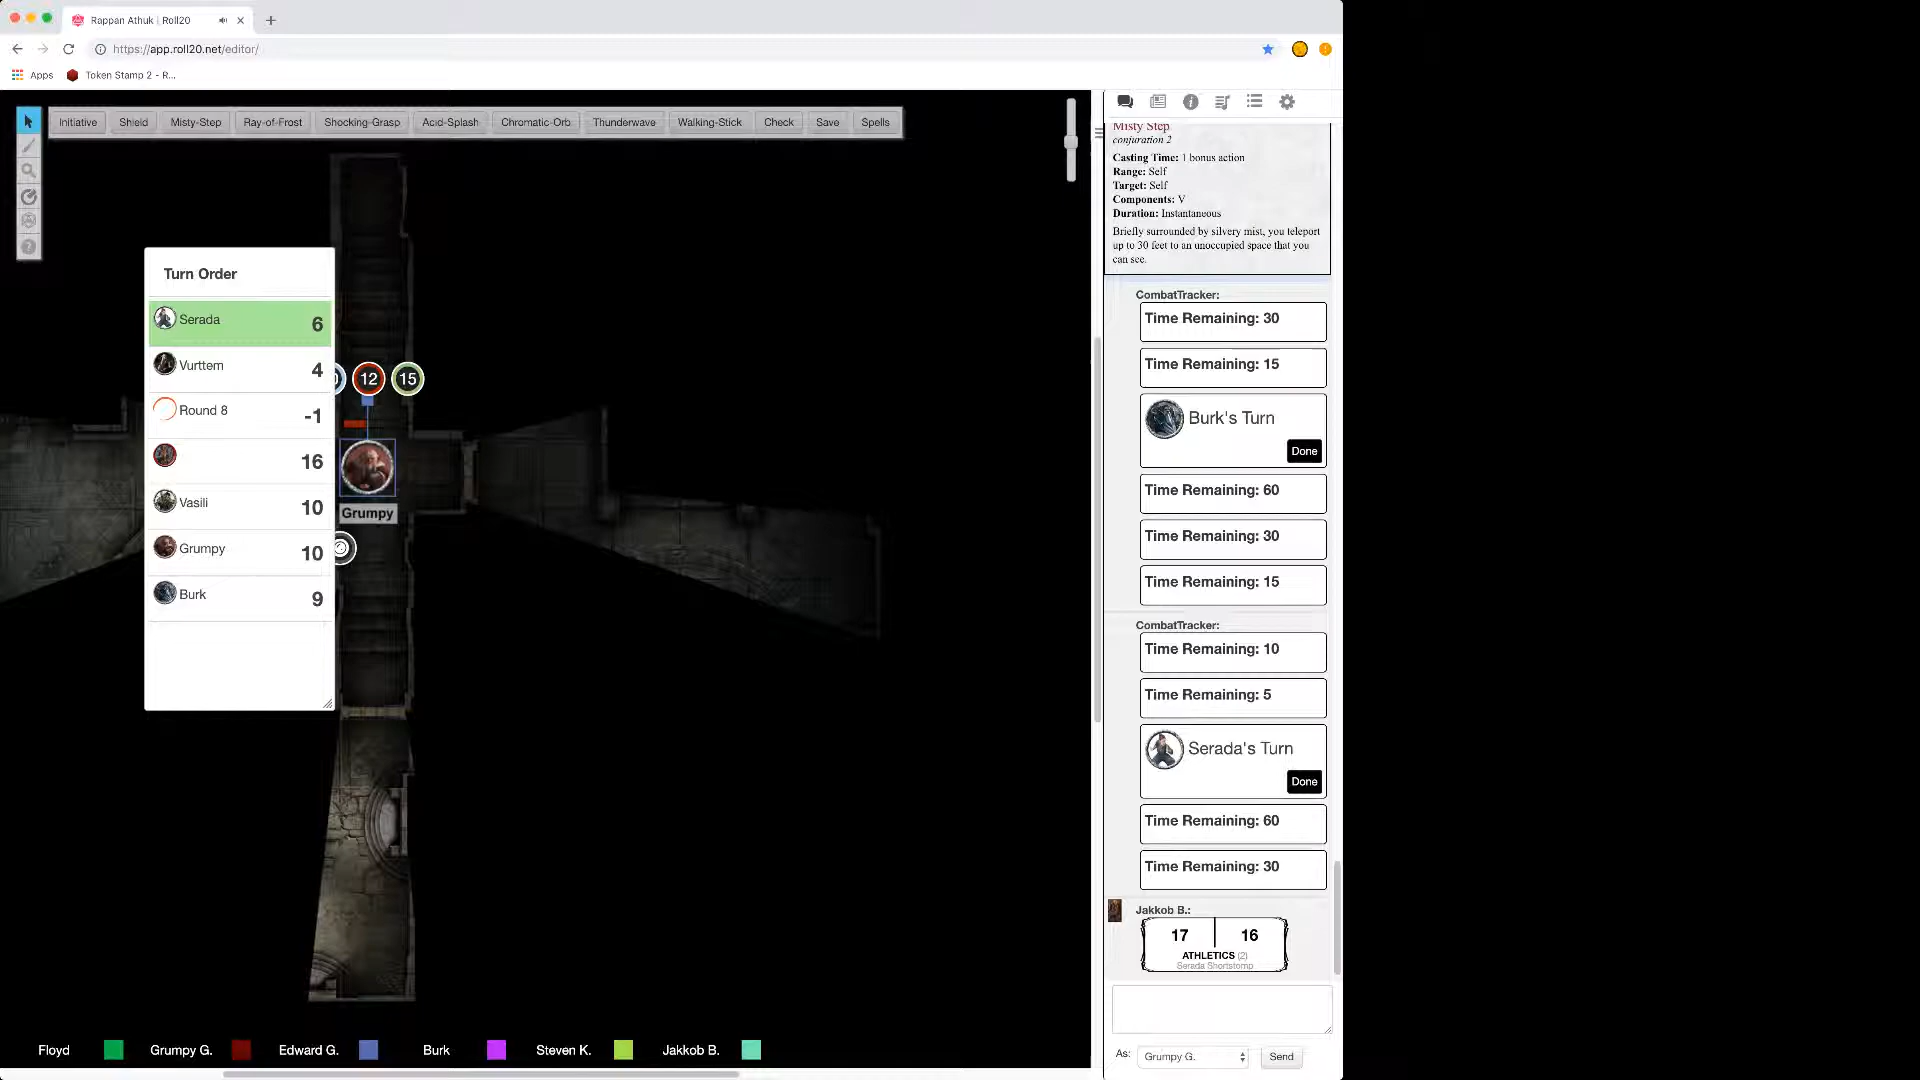 Rappan Athuk | Roll20
https://app.roll20.net/editor/
Apps
Token Stamp 2 - R...
Initiative
Shield
Misty-Step
Ray-of-Frost
Shocking-Grasp
Acid-Splash
Chromatic-Orb
Thunderwave
Walking-Stick
Check
Save
Spells
Turn Order
Serada 6
Vurttem 4
Round 8 -1
16
Vasili 10
Grumpy 10
Burk 9
12
15
Grumpy
Misty Step
conjuration 2
Casting Time: 1 bonus action
Range: Self
Target: Self
Components: V
Duration: Instantaneous
Briefly surrounded by silvery mist, you teleport
up to 30 feet to an unoccupied space that you
can see.
CombatTracker:
Time Remaining: 30
Time Remaining: 15
Burk's Turn
Done
Time Remaining: 60
Time Remaining: 30
Time Remaining: 15
CombatTracker:
Time Remaining: 10
Time Remaining: 5
Serada's Turn
Done
Time Remaining: 60
Time Remaining: 30
Jakkob B.:
17 16
ATHLETICS (2)
Serada Shortstomp
As: Grumpy G. Send
Floyd
Grumpy G.
Edward G.
Burk
Steven K.
Jakkob B.